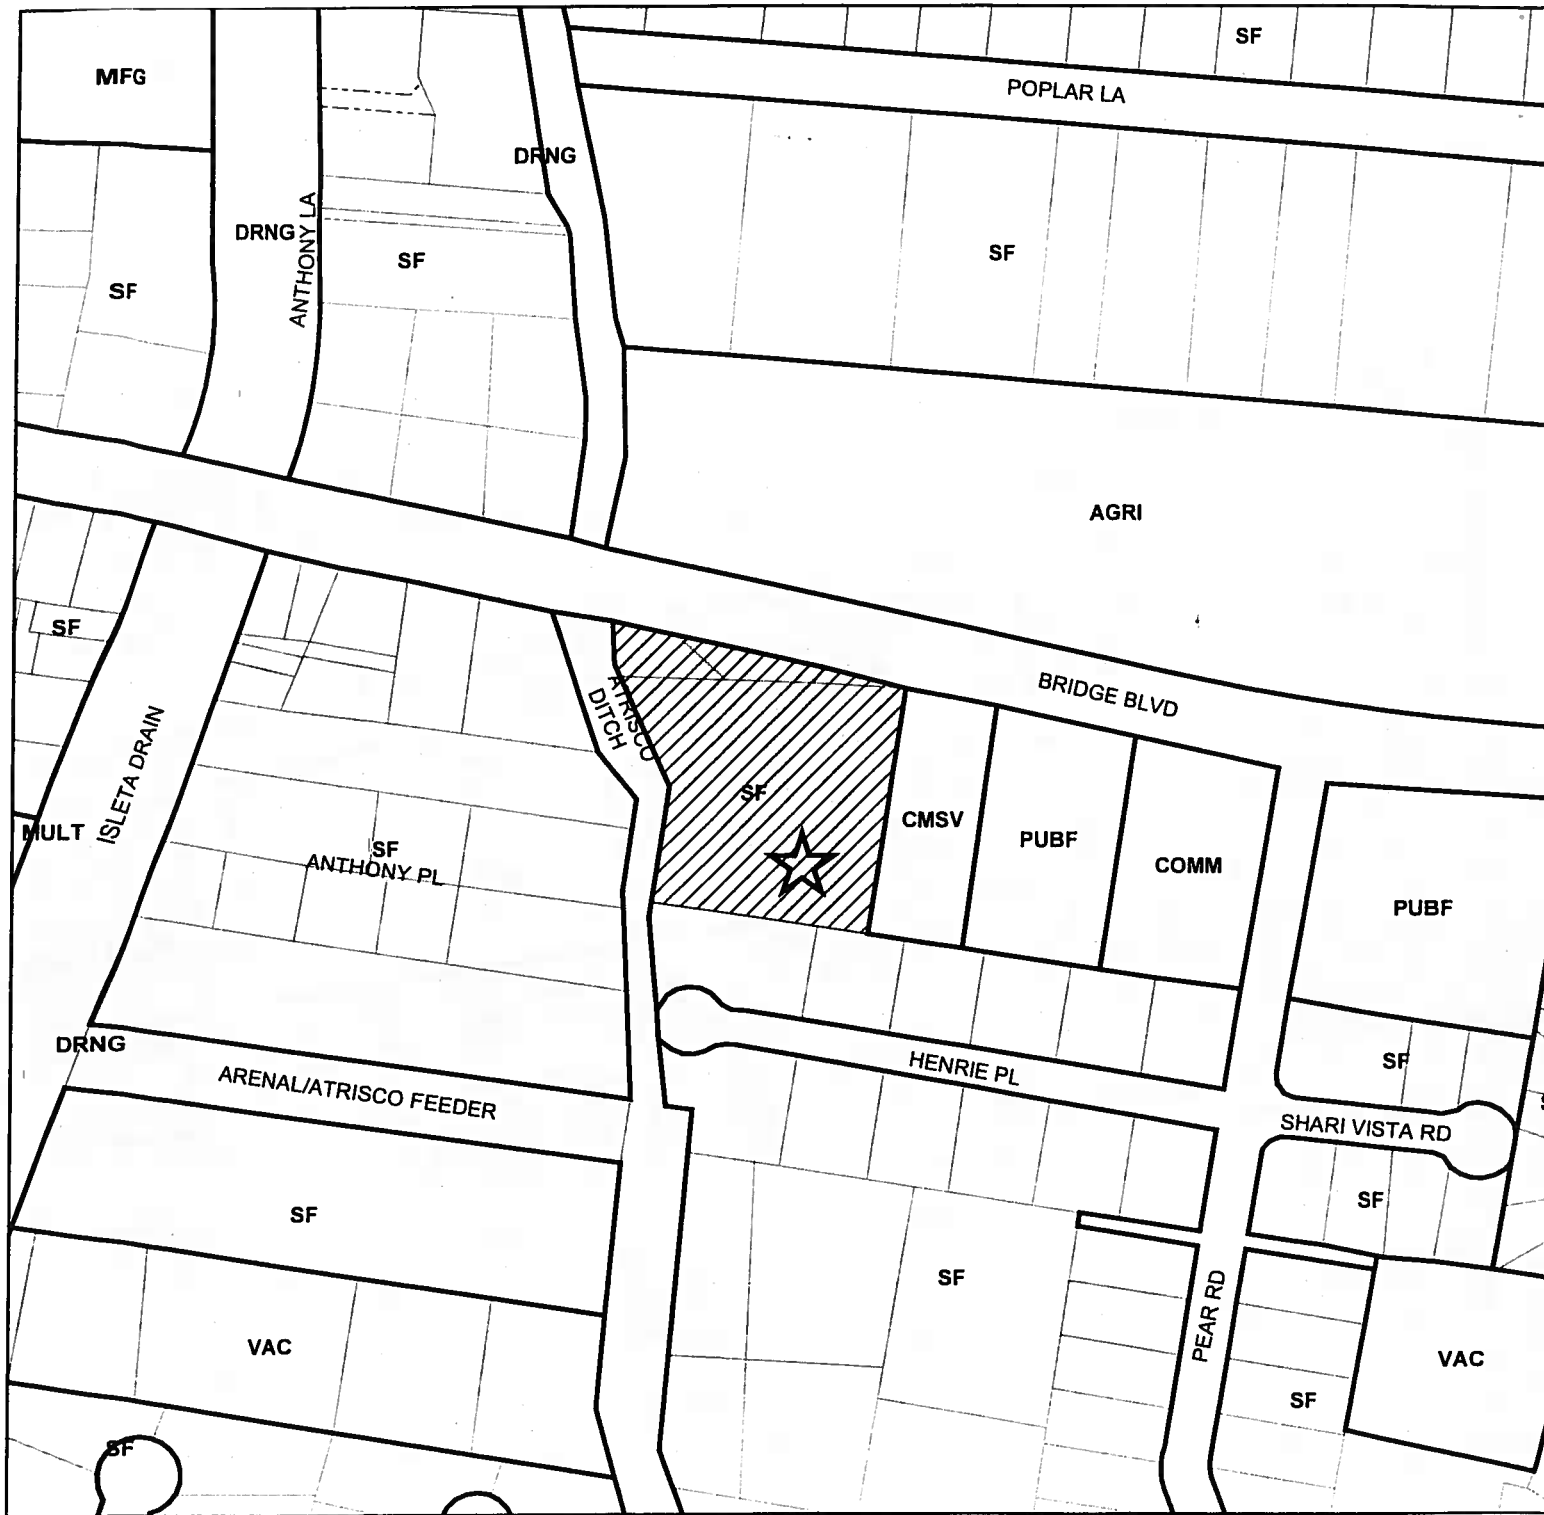 SF
MFG
POPLAR LA
DRNG
DRNG
ANTHONY LA
SF
SF
SF
AGRI
SF
BRIDGE BLVD
ATRISCO
DITCH
ISLETA DRAIN
SF
CMSV
PUBF
COMM
MULT
SF
ANTHONY PL
PUBF
DRNG
ARENAL/ATRISCO FEEDER
HENRIE PL
SF
SHARI VISTA RD
SF
SF
SF
PEAR RD
VAC
VAC
SF
SF